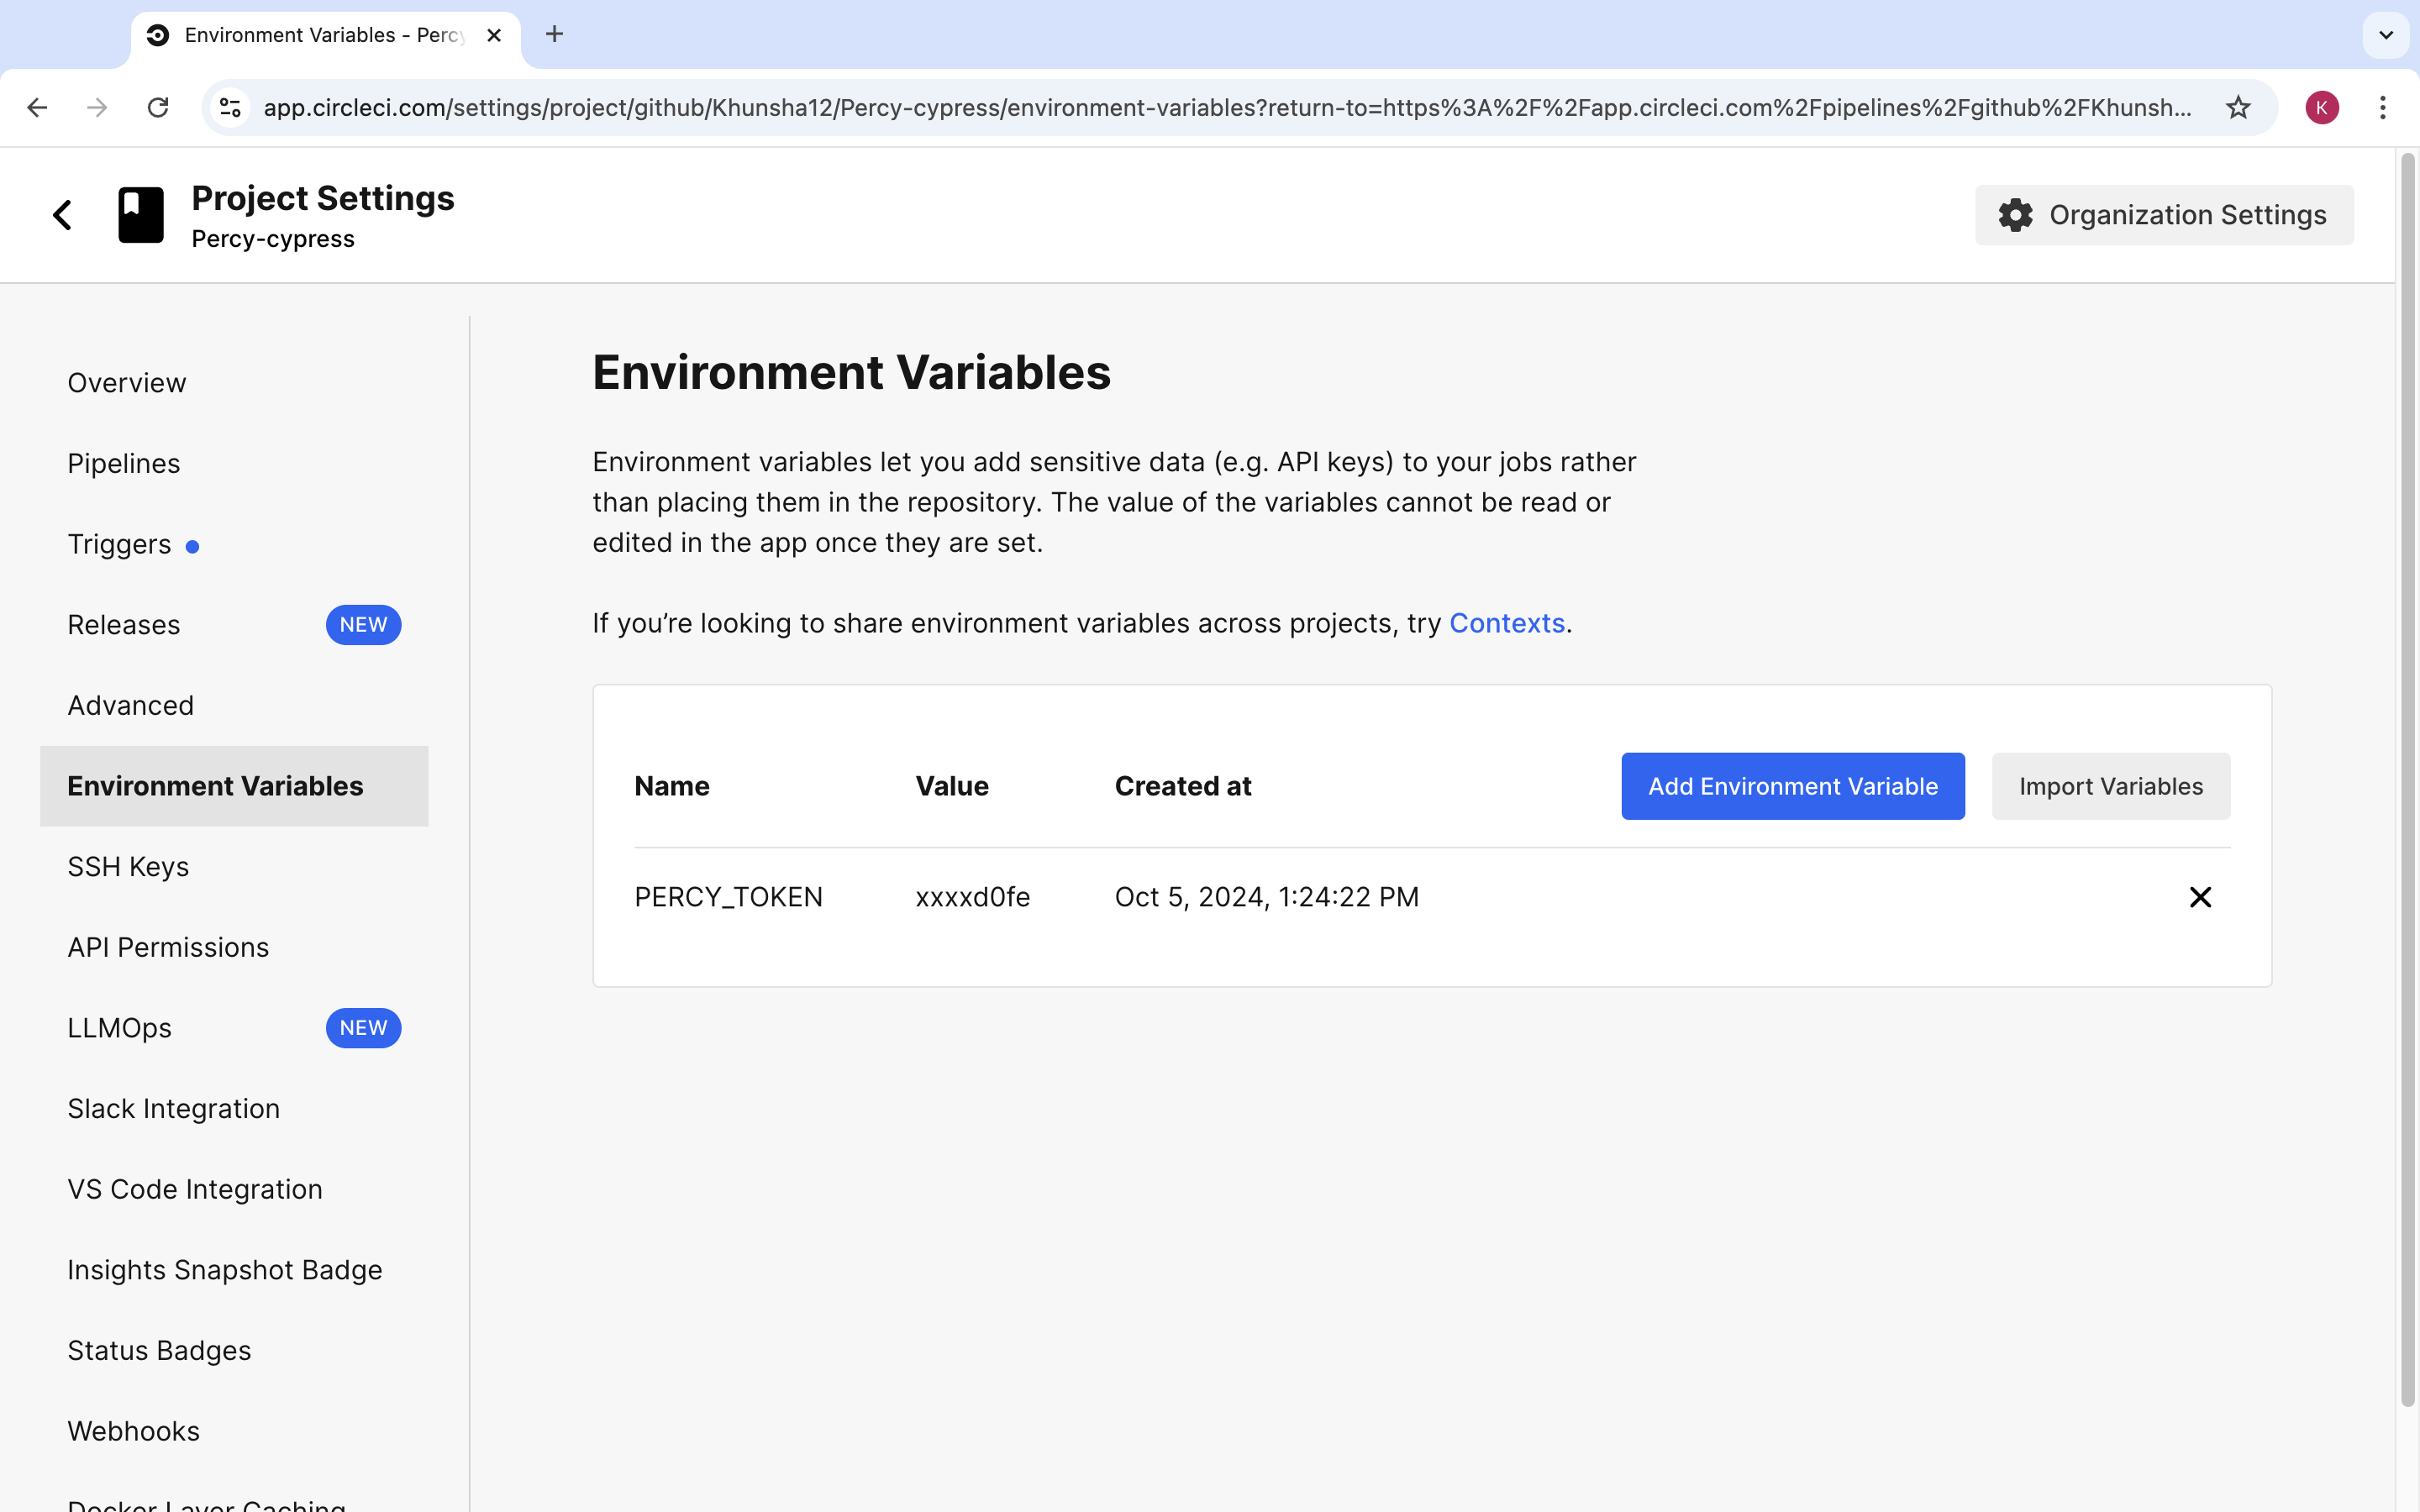 Environment Variables - Percy
app.circleci.com/settings/project/github/Khunsha12/Percy-cypress/environment-variables?return-to=https%3A%2F%2Fapp.circleci.com%2Fpipelines%2Fgithub%2FKhunsh...
K
Project Settings
Percy-cypress
Organization Settings
Overview
Pipelines
Triggers
Releases NEW
Advanced
Environment Variables
SSH Keys
API Permissions
LLMOps NEW
Slack Integration
VS Code Integration
Insights Snapshot Badge
Status Badges
Webhooks
Docker Layer Caching
Environment Variables
Environment variables let you add sensitive data (e.g. API keys) to your jobs rather
than placing them in the repository. The value of the variables cannot be read or
edited in the app once they are set.
If you’re looking to share environment variables across projects, try Contexts.
Name Value Created at Add Environment Variable Import Variables
PERCY_TOKEN xxxxd0fe Oct 5, 2024, 1:24:22 PM